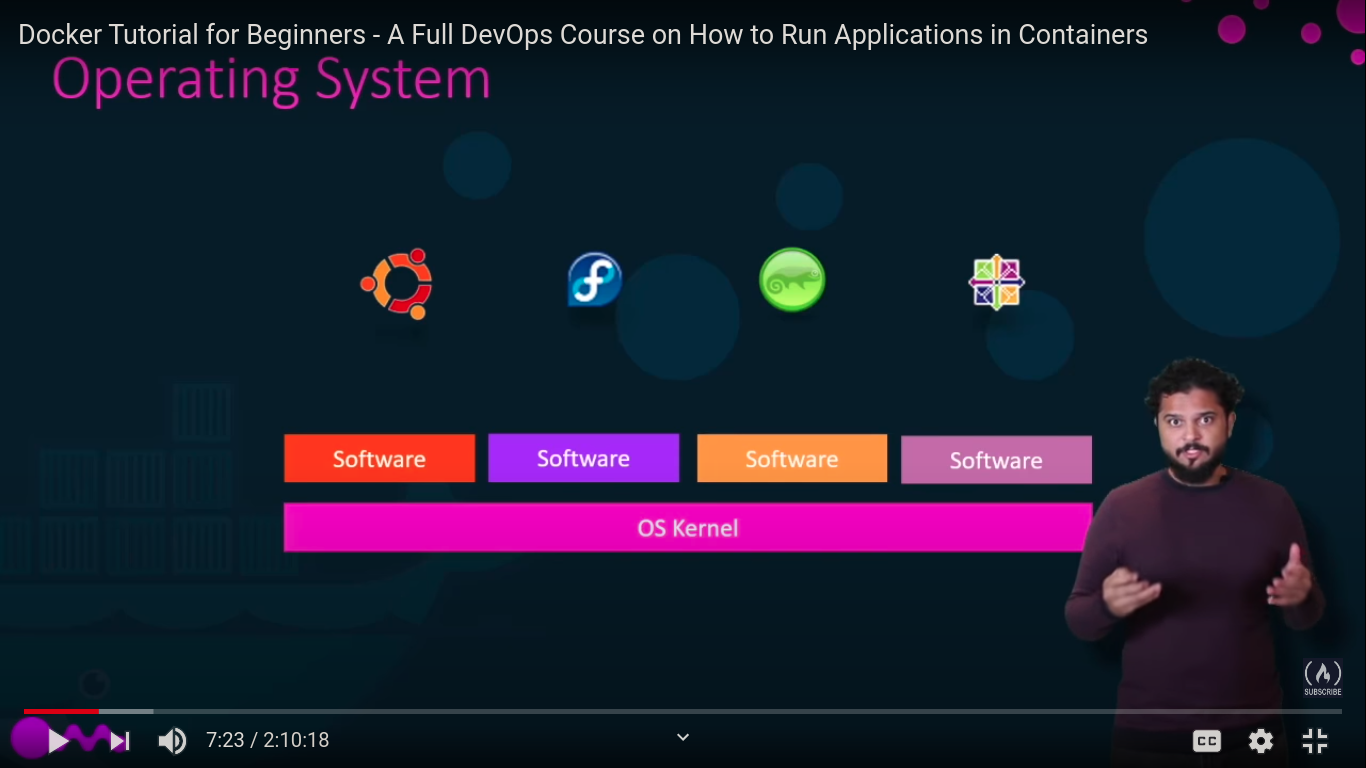 Docker Tutorial for Beginners - A Full DevOps Course on How to Run Applications in Containers
Operating System
Software
Software
Software
Software
OS Kernel
SUBSCRIBE
7:23 / 2:10:18
CC